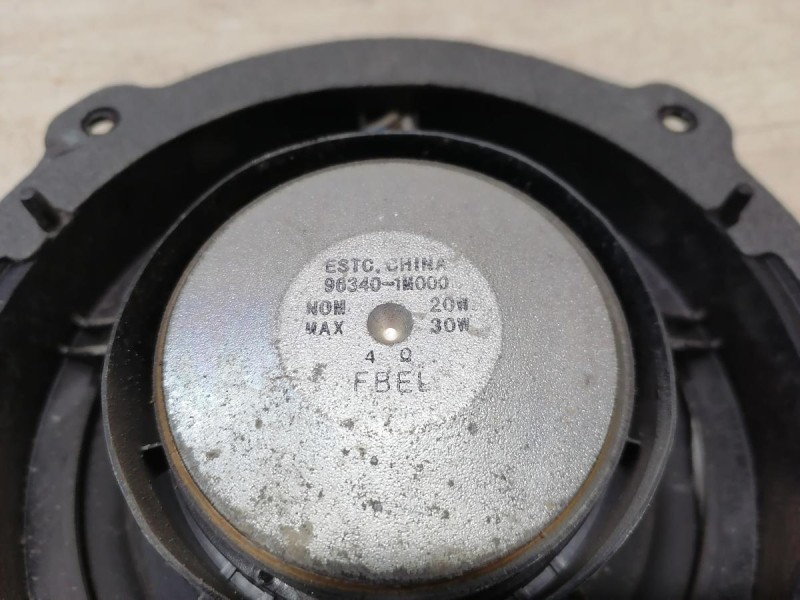 ESTC, CHINA
96340-1M000
NOM 20W
MAX 30W
4 Ω
FBEL